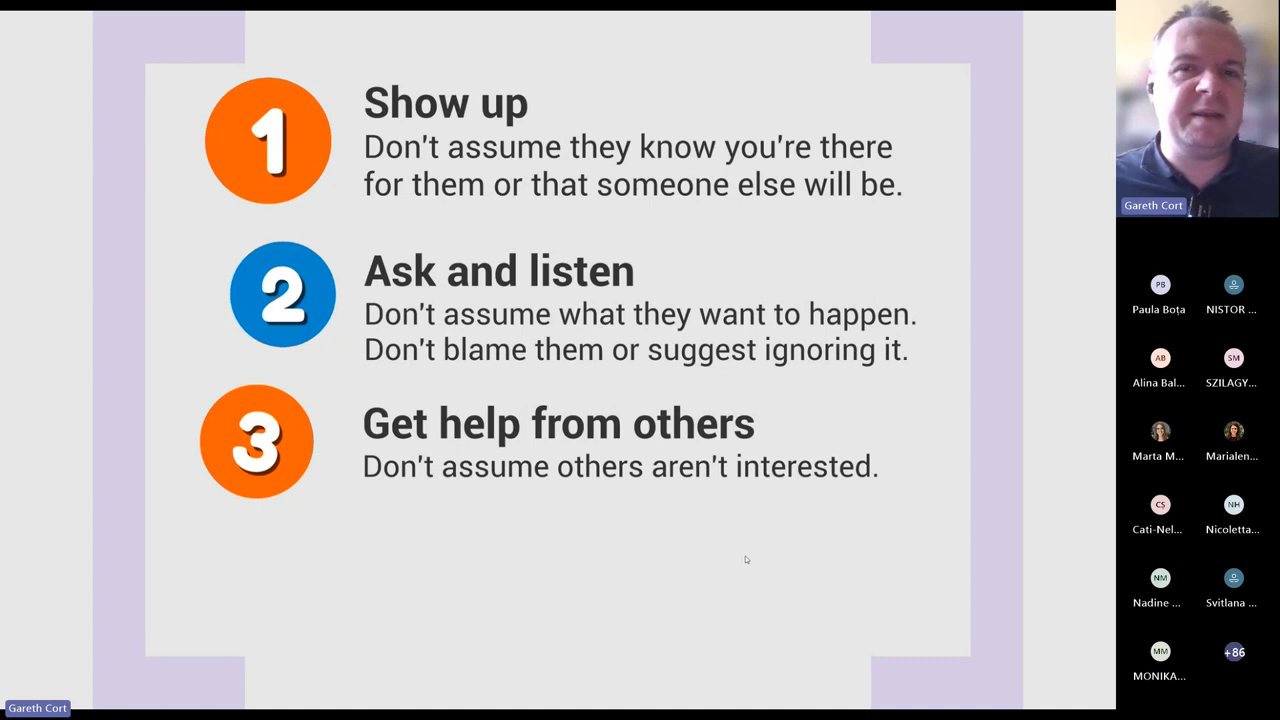 1
Show up
Don't assume they know you're there
for them or that someone else will be.
2
Ask and listen
Don't assume what they want to happen.
Don't blame them or suggest ignoring it.
3
Get help from others
Don't assume others aren't interested.
Gareth Cort
Gareth Cort
PB
Paula Boța
NISTOR ...
AB
Alina Bal...
SM
SZILAGY...
Marta M...
Marialen...
CȘ
Cati-Nel...
NH
Nicoletta...
NM
Nadine ...
Svitlana ...
MM
MONIKA...
+86